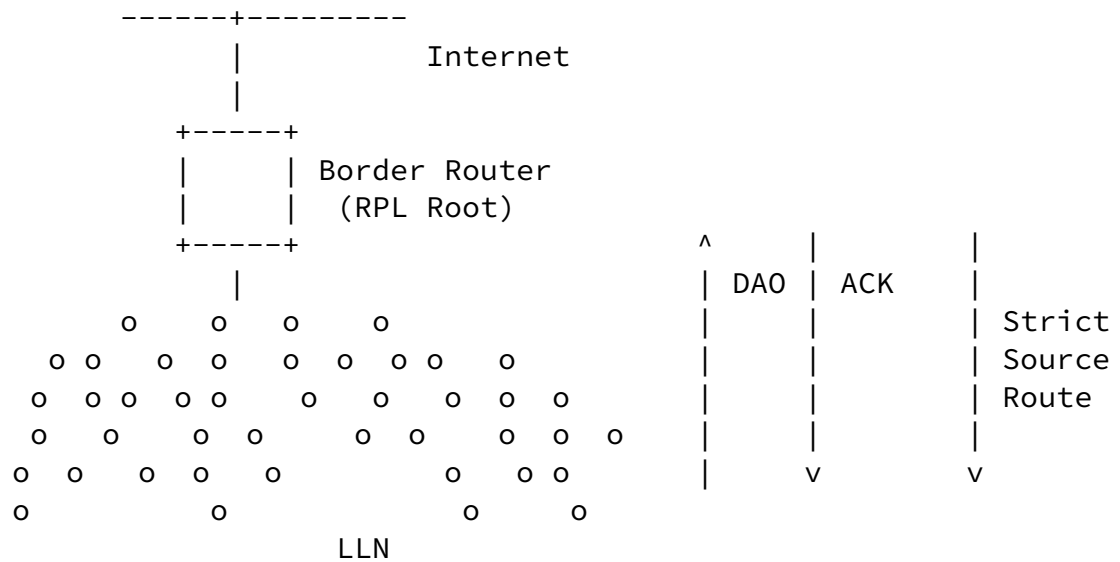 ------+---------
|          Internet
|
+-----+
|     | Border Router
|     |  (RPL Root)
+-----+                      ^     |        |
|                         | DAO | ACK    |
o    o   o    o                 |     |        | Strict
o o   o  o   o  o  o o   o          |     |        | Source
o  o o  o o    o   o   o  o  o       |     |        | Route
o   o    o  o     o  o    o  o  o    |     |        |
o  o   o  o   o         o   o o      |     v        v
o          o             o     o
LLN